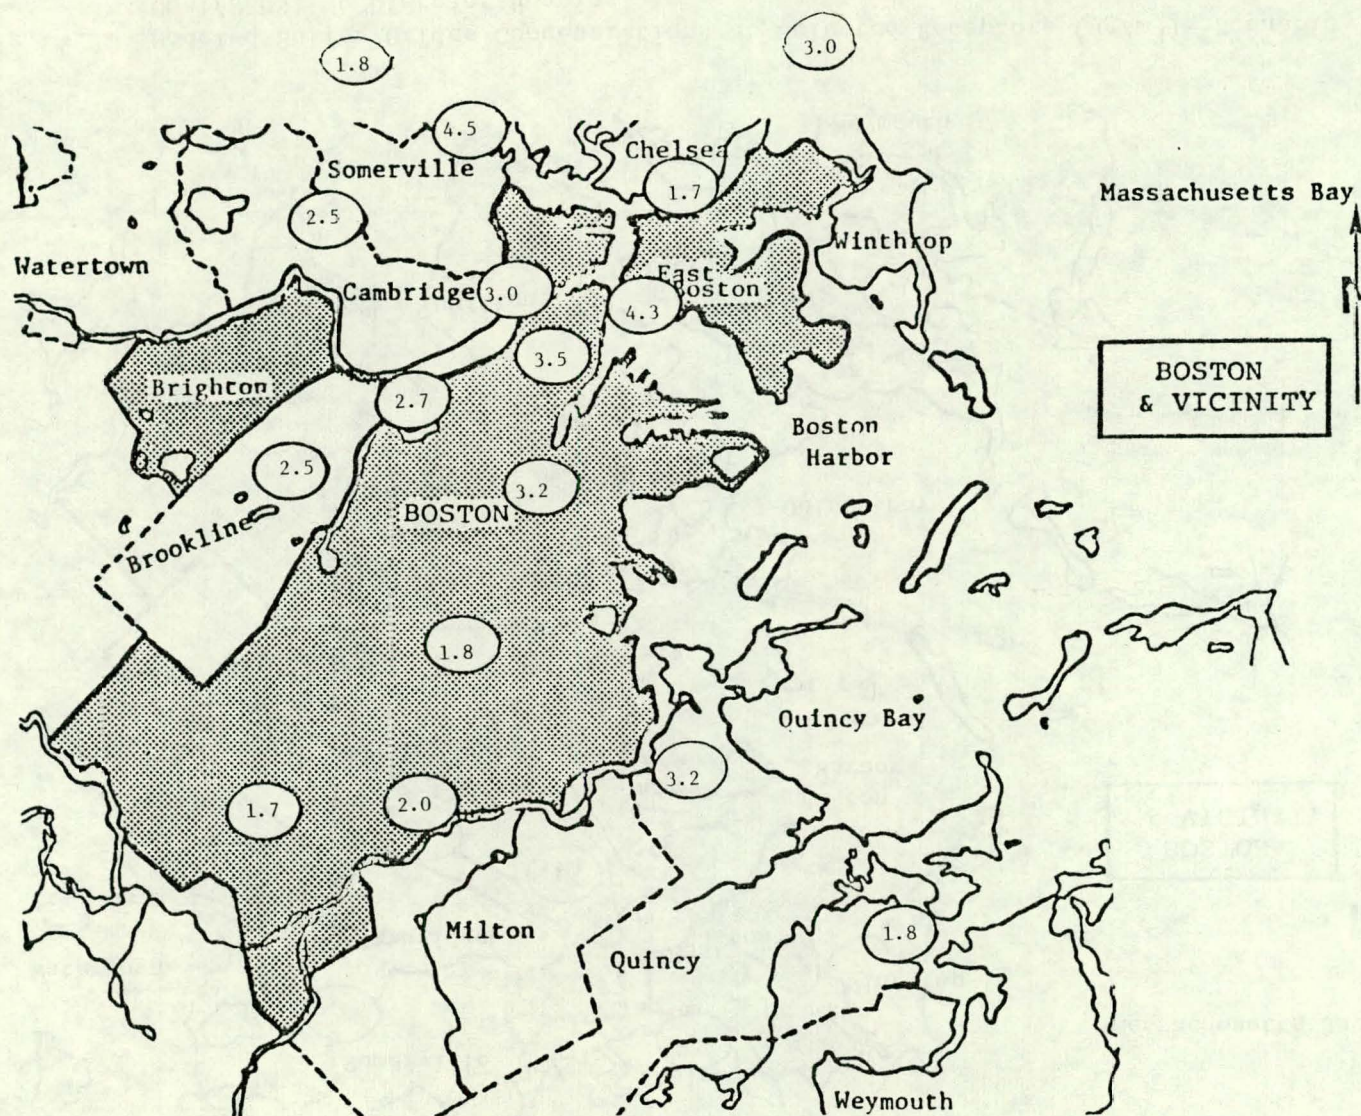 1.8
3.0
4.5
Somerville
Chelsea
1.7
Massachusetts Bay
2.5
Winthrop
Watertown
East
Boston
Cambridge
3.0
4.3
3.5
BOSTON
& VICINITY
Brighton
2.7
Boston
Harbor
2.5
3.2
BOSTON
Brookline
1.8
Quincy Bay
3.2
1.7
2.0
Milton
1.8
Quincy
Weymouth